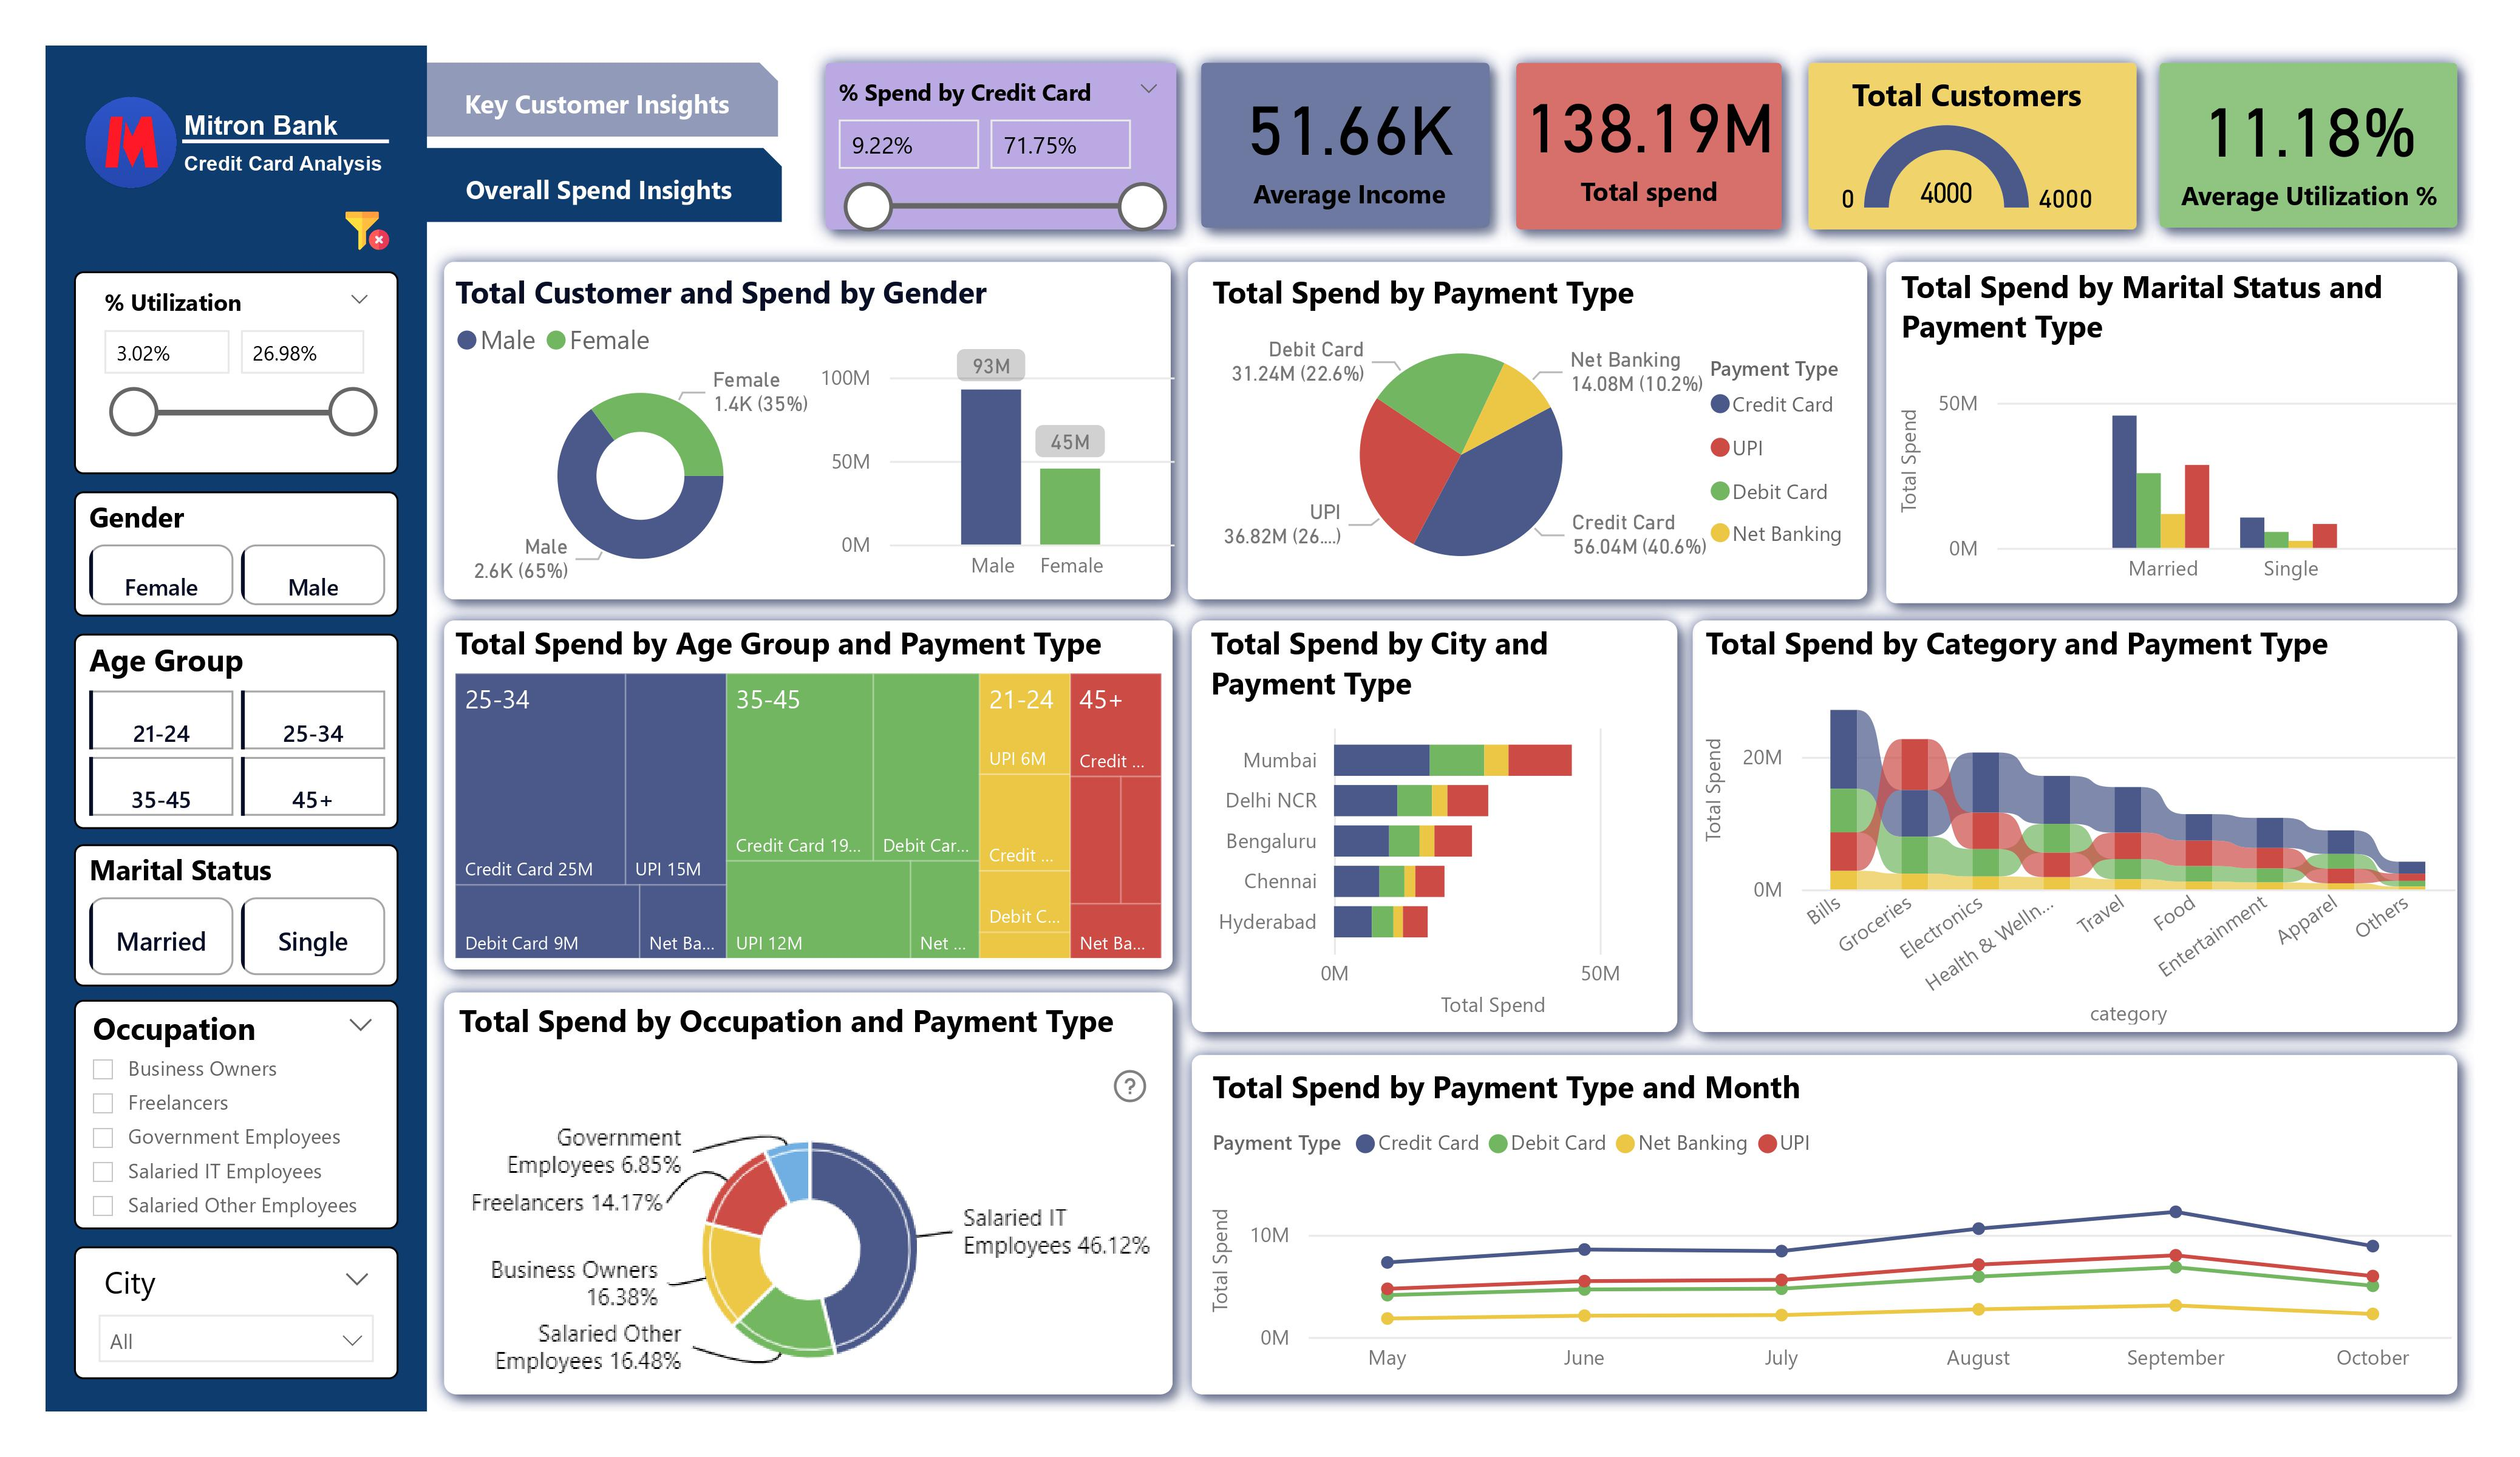 Mitron Bank
Credit Card Analysis
Key Customer Insights
Overall Spend Insights
% Spend by Credit Card
9.22%
71.75%
51.66K
Average Income
138.19M
Total spend
Total Customers
0
4000
4000
11.18%
Average Utilization %
% Utilization
3.02%
26.98%
Gender
Female
Male
Age Group
21-24
25-34
35-45
45+
Marital Status
Married
Single
Occupation
Business Owners
Freelancers
Government Employees
Salaried IT Employees
Salaried Other Employees
City
All
Total Customer and Spend by Gender
Male
Female
Female
1.4K (35%)
Male
2.6K (65%)
100M
50M
0M
93M
45M
Male
Female
Total Spend by Payment Type
Debit Card
31.24M (22.6%)
Net Banking
14.08M (10.2%)
UPI
36.82M (26....)
Credit Card
56.04M (40.6%)
Payment Type
Credit Card
UPI
Debit Card
Net Banking
Total Spend by Marital Status and
Payment Type
Total Spend
50M
0M
Married
Single
Total Spend by Age Group and Payment Type
25-34
Credit Card 25M
UPI 15M
Debit Card 9M
Net Ba...
35-45
Credit Card 19...
Debit Car...
UPI 12M
Net ...
21-24
UPI 6M
Credit ...
Debit C...
45+
Credit ...
Net Ba...
Total Spend by City and
Payment Type
Mumbai
Delhi NCR
Bengaluru
Chennai
Hyderabad
0M
50M
Total Spend
Total Spend by Category and Payment Type
Total Spend
20M
0M
Bills
Groceries
Electronics
Health & Welln...
Travel
Food
Entertainment
Apparel
Others
category
Total Spend by Occupation and Payment Type
?
Government
Employees 6.85%
Freelancers 14.17%
Business Owners
16.38%
Salaried Other
Employees 16.48%
Salaried IT
Employees 46.12%
Total Spend by Payment Type and Month
Payment Type
Credit Card
Debit Card
Net Banking
UPI
Total Spend
10M
0M
May
June
July
August
September
October